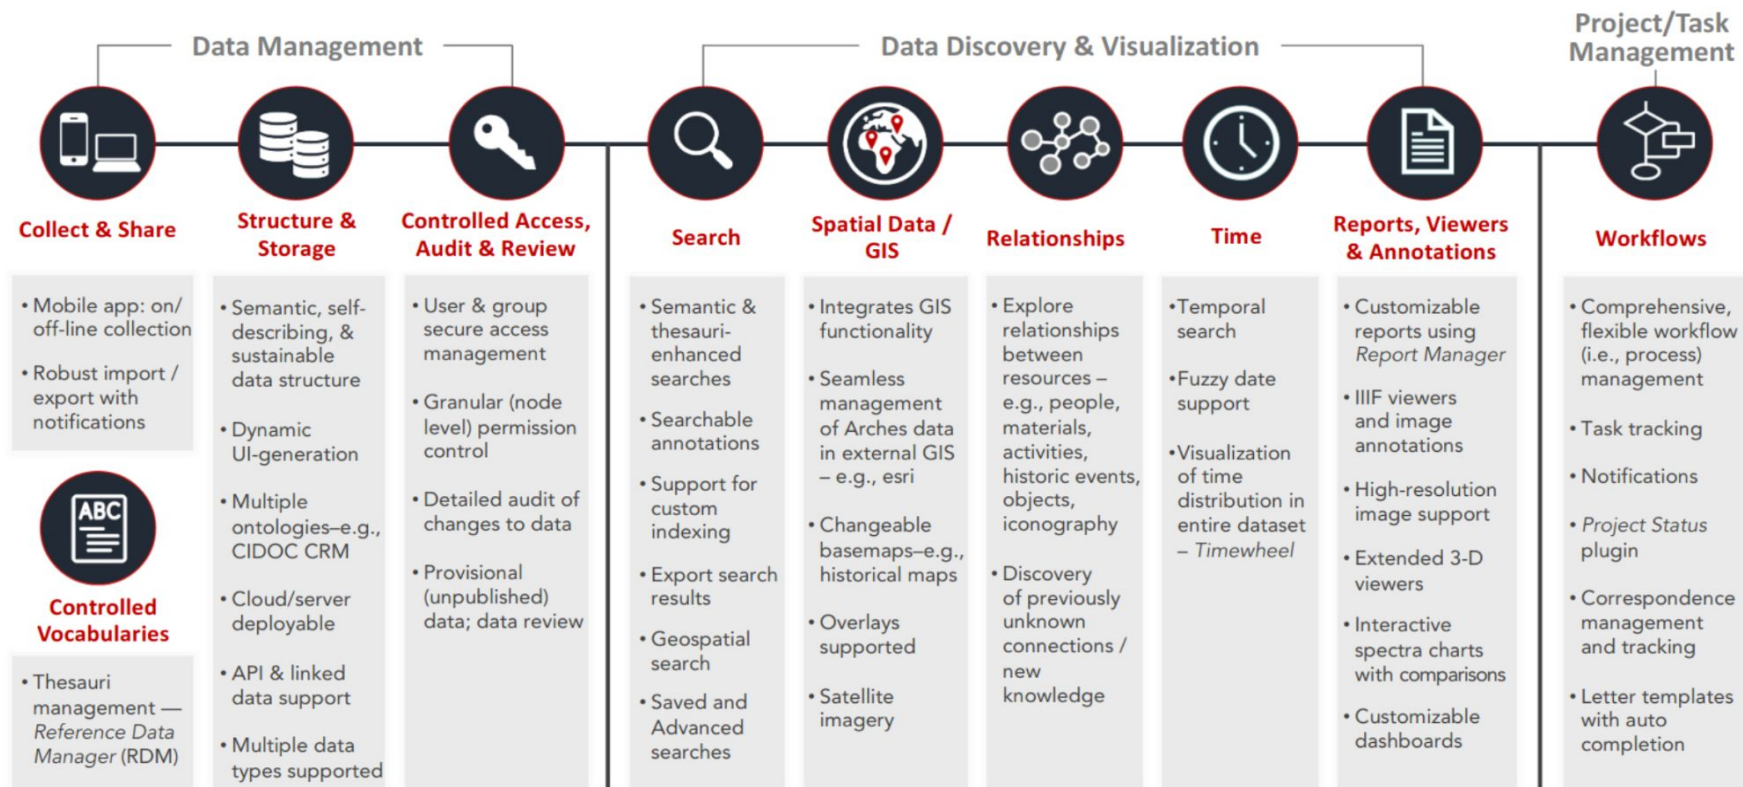 Data Management
Collect & Share
• Mobile app: on/
off-line collection
• Robust import /
export with
notifications
ABC
Controlled
Vocabularies
• Thesauri
management —
Reference Data
Manager (RDM)
Structure &
Storage
• Semantic, self-
describing, &
sustainable
data structure
• Dynamic
UI-generation
• Multiple
ontologies–e.g.,
CIDOC CRM
• Cloud/server
deployable
• API & linked
data support
• Multiple data
types supported
Controlled Access,
Audit & Review
• User & group
secure access
management
• Granular (node
level) permission
control
• Detailed audit of
changes to data
• Provisional
(unpublished)
data; data review
Data Discovery & Visualization
Search
• Semantic &
thesauri-
enhanced
searches
• Searchable
annotations
• Support for
custom
indexing
• Export search
results
• Geospatial
search
• Saved and
Advanced
searches
Spatial Data /
GIS
• Integrates GIS
functionality
• Seamless
management
of Arches data
in external GIS
– e.g., esri
• Changeable
basemaps–e.g.,
historical maps
• Overlays
supported
• Satellite
imagery
Relationships
• Explore
relationships
between
resources –
e.g., people,
materials,
activities,
historic events,
objects,
iconography
• Discovery
of previously
unknown
connections /
new
knowledge
Time
•Temporal
search
•Fuzzy date
support
•Visualization
of time
distribution in
entire dataset
– Timewheel
Reports, Viewers
& Annotations
• Customizable
reports using
Report Manager
• IIIF viewers
and image
annotations
• High-resolution
image support
• Extended 3-D
viewers
• Interactive
spectra charts
with comparisons
• Customizable
dashboards
Project/Task
Management
Workflows
• Comprehensive,
flexible workflow
(i.e., process)
management
• Task tracking
• Notifications
• Project Status
plugin
• Correspondence
management
and tracking
• Letter templates
with auto
completion